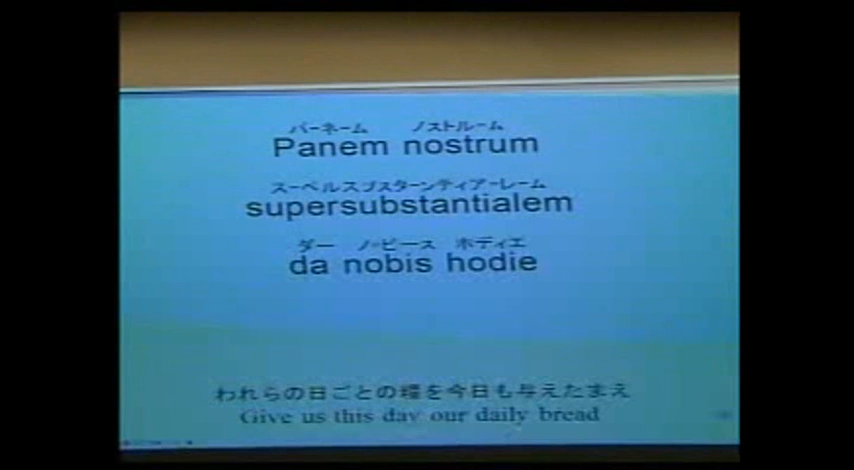 パーネーム ノストルーム
Panem nostrum
スーペルスブスターンティアーレーム
supersubstantialem
ダー ノービース ホディエ
da nobis hodie
われらの日ごとの糧を今日も与えたまえ
Give us this day our daily bread